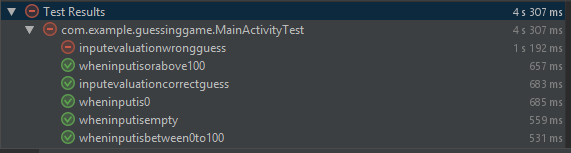 Test Results 4 s 307 ms
com.example.guessinggame.MainActivityTest 4 s 307 ms
inputevaluationwrongguess 1 s 192 ms
wheninputisorabove100 657 ms
inputevaluationcorrectguess 683 ms
wheninputis0 685 ms
wheninputisempty 559 ms
wheninputisbetween0to100 531 ms